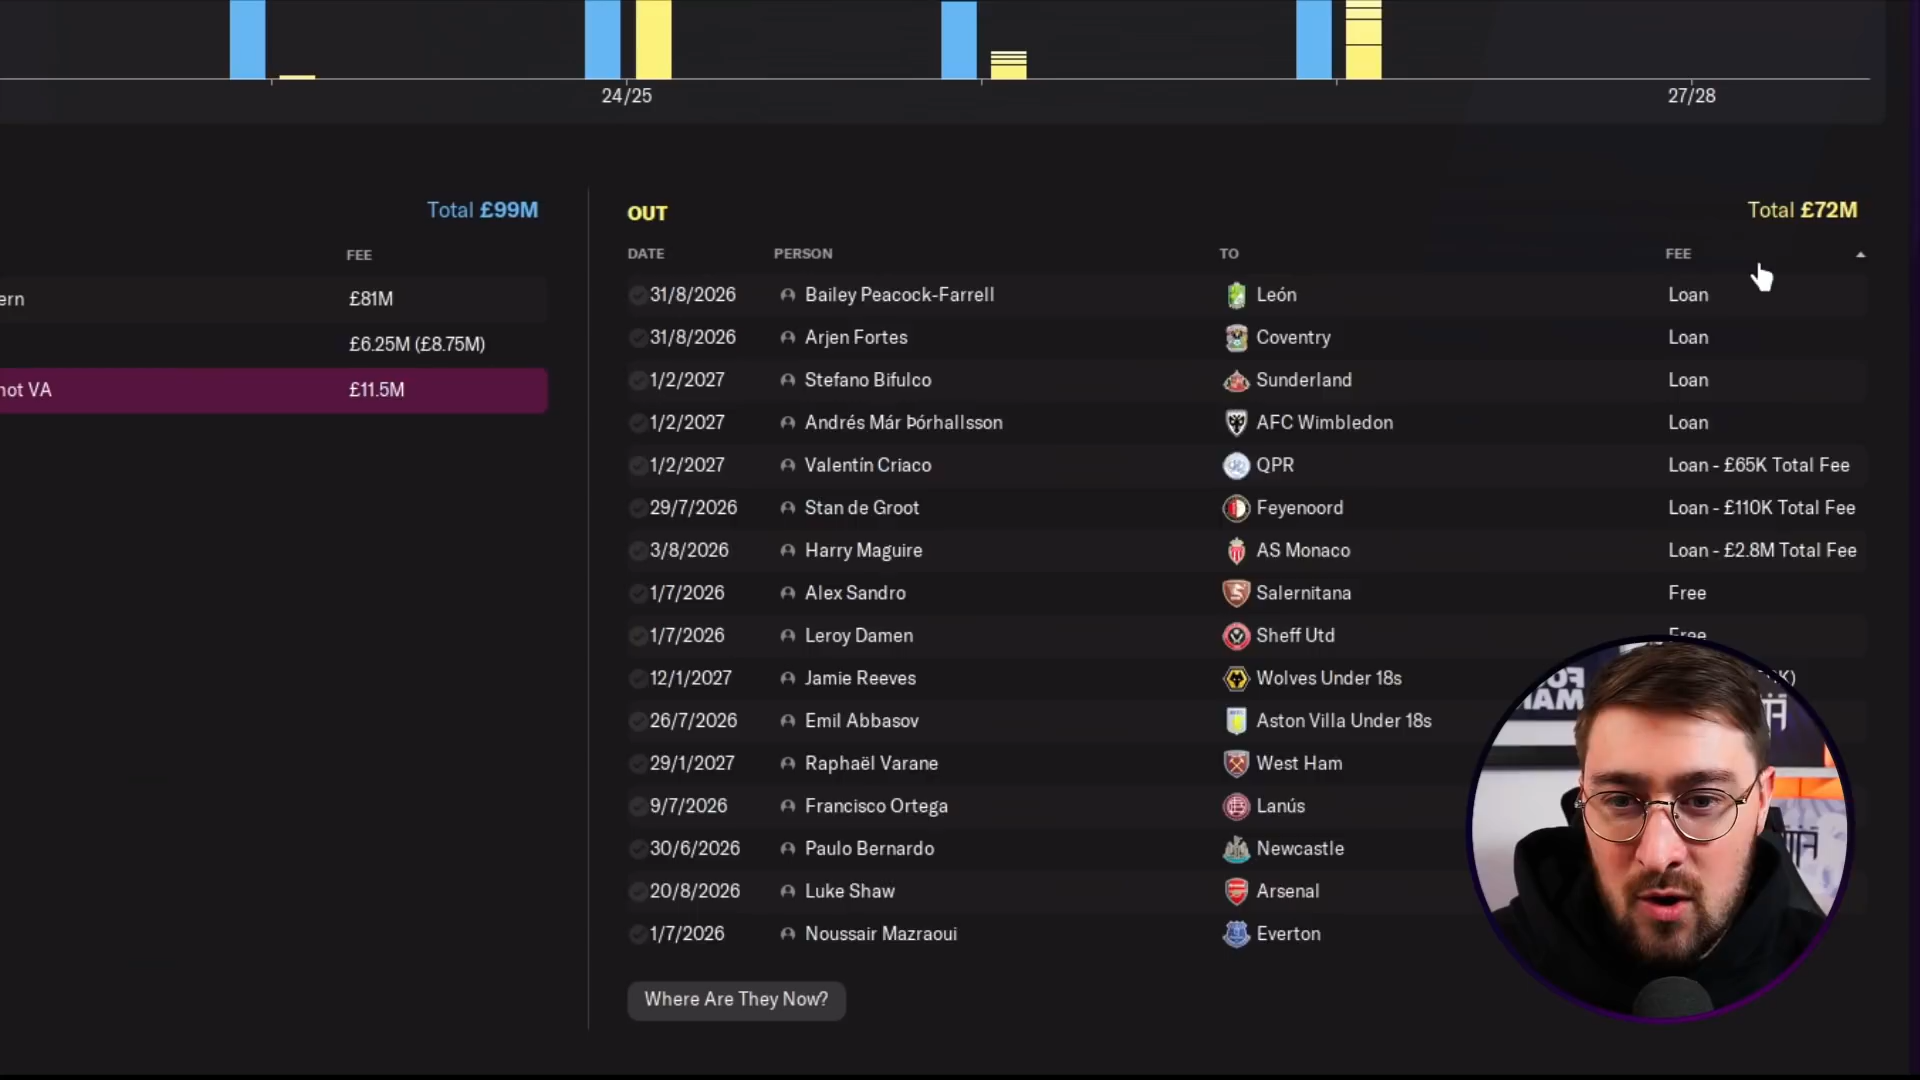 24/25
27/28
Total £99M
FEE
ern £81M
£6.25M (£8.75M)
not VA £11.5M
OUT
Total £72M
DATE PERSON TO FEE
31/8/2026 Bailey Peacock-Farrell León Loan
31/8/2026 Arjen Fortes Coventry Loan
1/2/2027 Stefano Bifulco Sunderland Loan
1/2/2027 Andrés Már Þórhallsson AFC Wimbledon Loan
1/2/2027 Valentín Criaco QPR Loan - £65K Total Fee
29/7/2026 Stan de Groot Feyenoord Loan - £110K Total Fee
3/8/2026 Harry Maguire AS Monaco Loan - £2.8M Total Fee
1/7/2026 Alex Sandro Salernitana Free
1/7/2026 Leroy Damen Sheff Utd Free
12/1/2027 Jamie Reeves Wolves Under 18s K)
26/7/2026 Emil Abbasov Aston Villa Under 18s
29/1/2027 Raphaël Varane West Ham
9/7/2026 Francisco Ortega Lanús
30/6/2026 Paulo Bernardo Newcastle
20/8/2026 Luke Shaw Arsenal
1/7/2026 Noussair Mazraoui Everton
Where Are They Now?